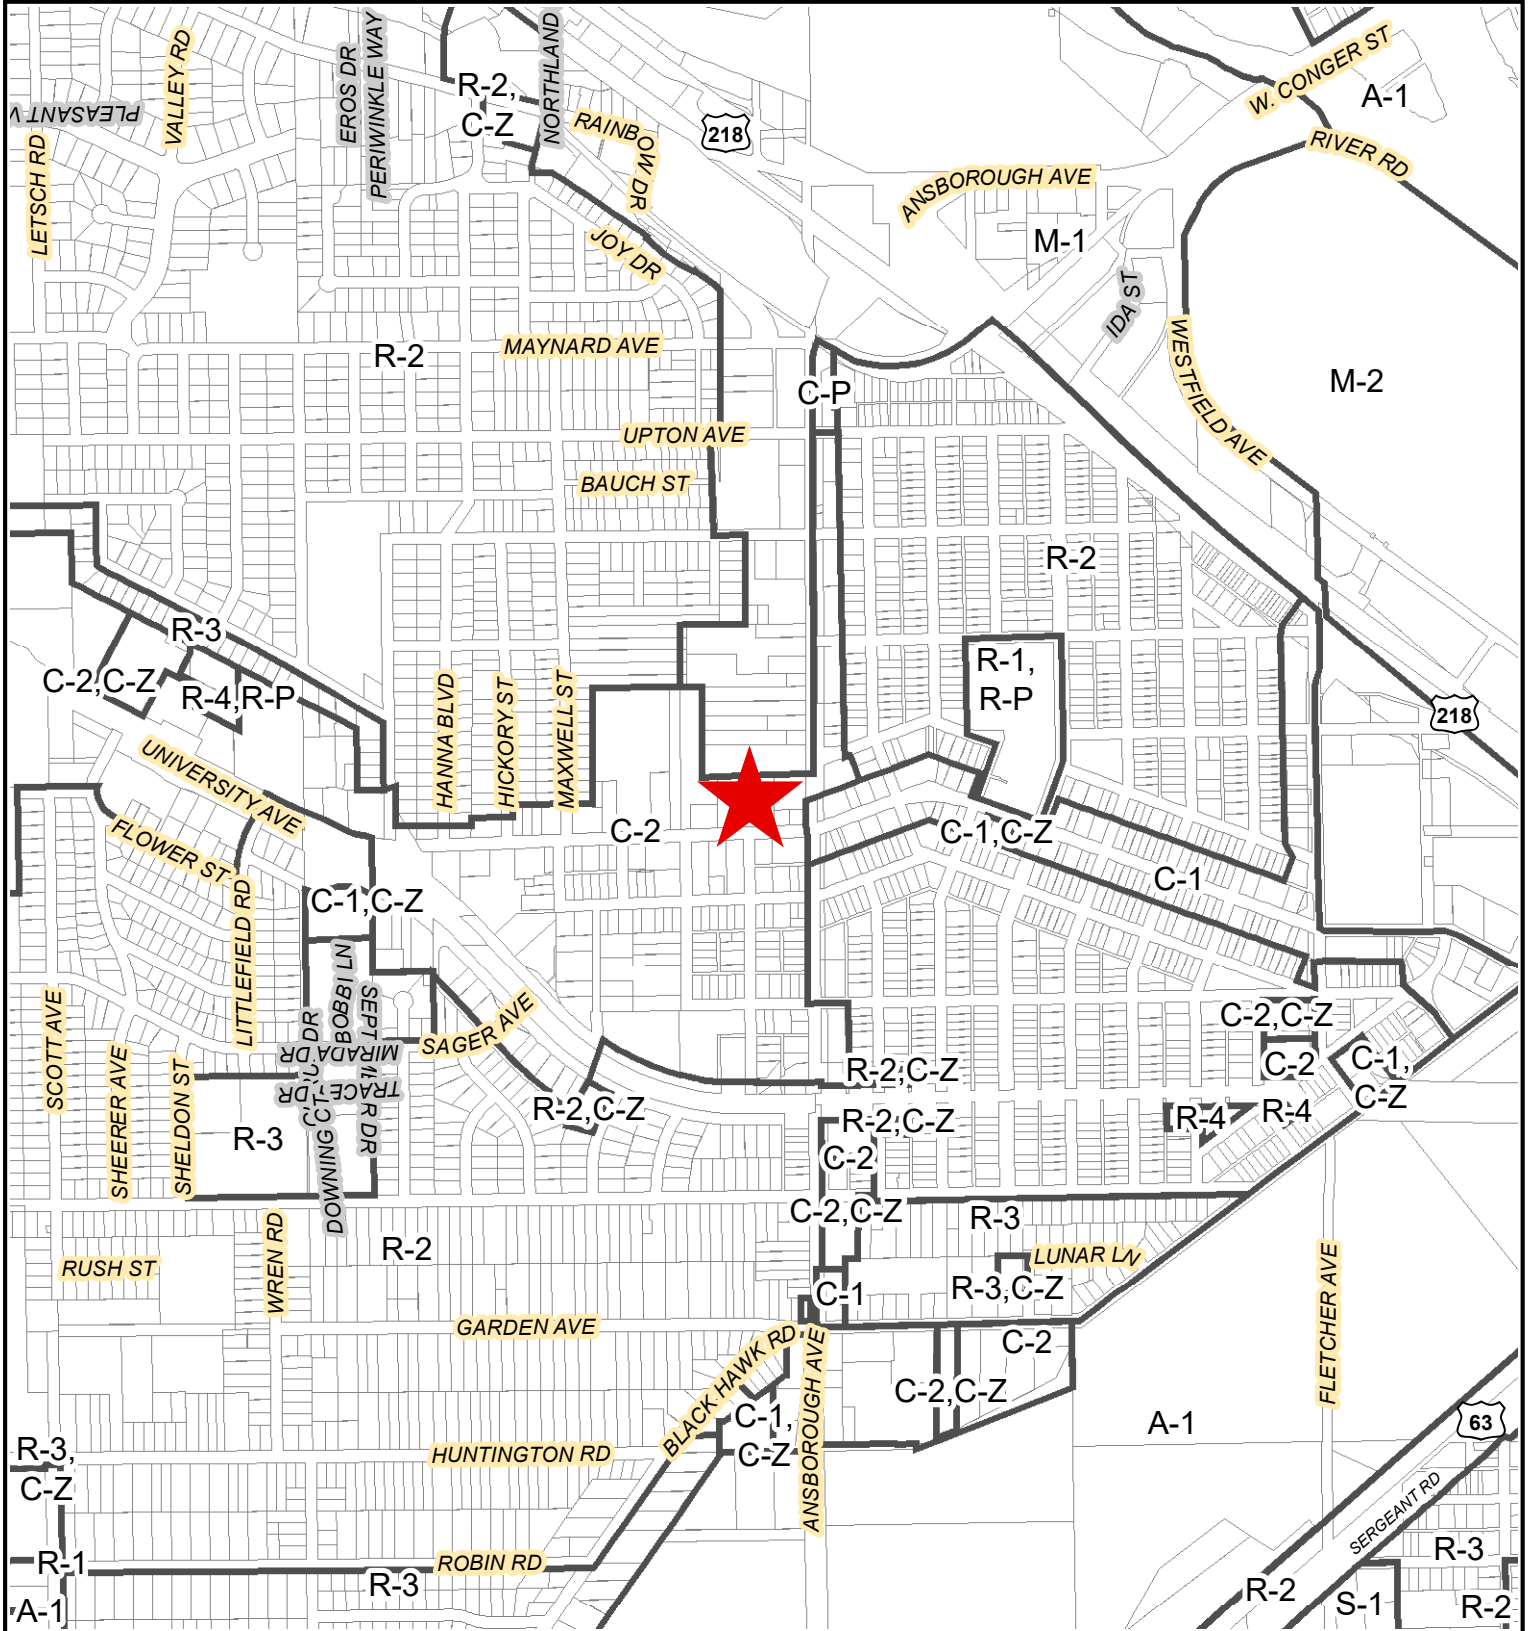 VALLEY RD
EROS DR
PERIWINKLE WAY
NORTHLAND
R-2,
C-Z
RAINBOW DR
218
W. CONGER ST
A-1
RIVER RD
PLEASANT V
LETSCH RD
ANSBOROUGH AVE
M-1
JOY DR
IDA ST
MAYNARD AVE
R-2
WESTFIELD AVE
M-2
C-P
UPTON AVE
BAUCH ST
R-2
R-3
C-2,C-Z
R-4,R-P
HANNA BLVD
HICKORY ST
MAXWELL ST
R-1,
R-P
218
UNIVERSITY AVE
FLOWER ST
C-2
C-1,C-Z
C-1
LITTLEFIELD RD
C-1,C-Z
BOBBI LN
SCOTT AVE
SHEERER AVE
SHELDON ST
MIRADA DR
TRACE DR
DOWNING CT
SAGER AVE
C-2,C-Z
C-2
C-1,
C-Z
R-2,C-Z
R-2,C-Z
R-2,C-Z
R-4
R-4
R-3
C-2
C-2,C-Z
R-3
R-2
RUSH ST
WREN RD
LUNAR LN
R-3,C-Z
C-1
GARDEN AVE
BLACK HAWK RD
ANSBOROUGH AVE
C-2
FLETCHER AVE
C-2,C-Z
C-1,
C-Z
A-1
63
HUNTINGTON RD
R-3,
C-Z
SERGEANT RD
R-1
ROBIN RD
R-3
R-3
A-1
R-2
S-1
R-2